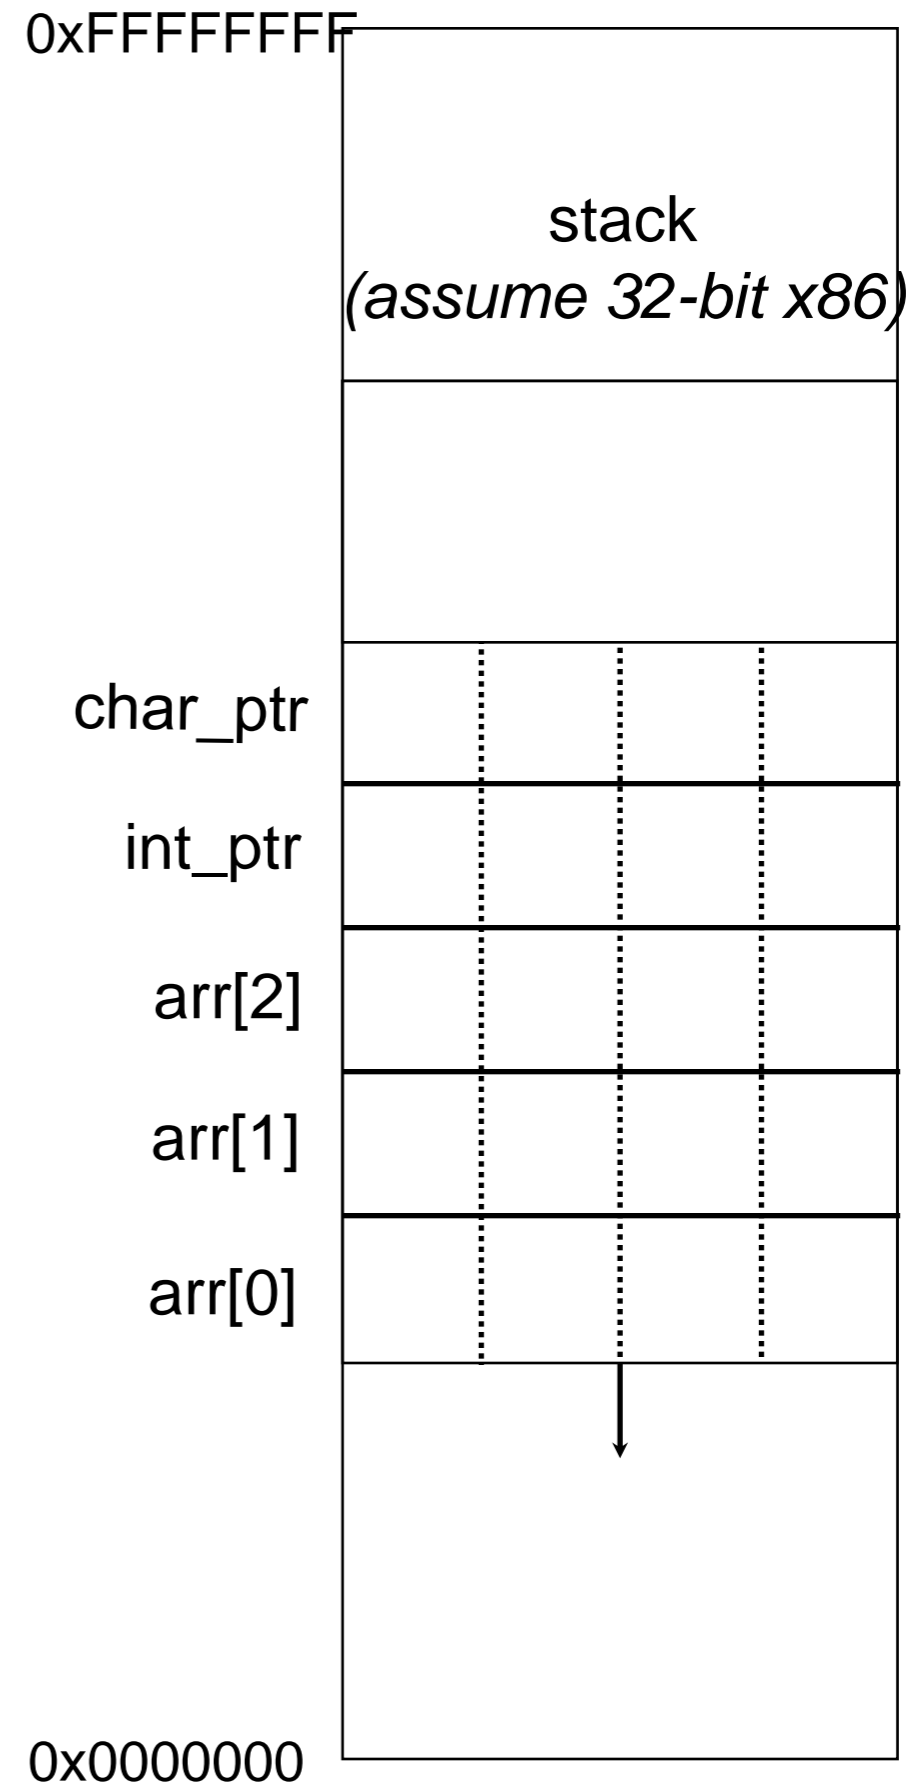 0xFFFFFFFF
stack
(assume 32-bit x86)
char_ptr
int_ptr
arr[2]
arr[1]
arr[0]
0x0000000